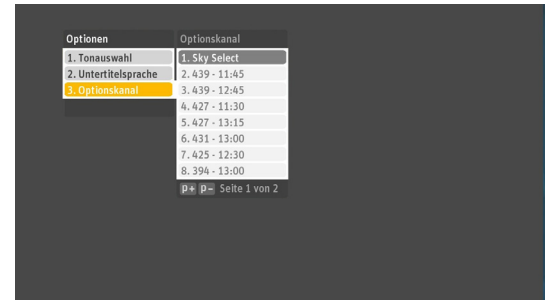 Optionen
1. Tonauswahl
2. Untertitelsprache
3. Optionskanal
Optionskanal
1. Sky Select
2. 439 - 11:45
3. 439 - 12:45
4. 427 - 11:30
5. 427 - 13:15
6. 431 - 13:00
7. 425 - 12:30
8. 394 - 13:00
p+ p- Seite 1 von 2